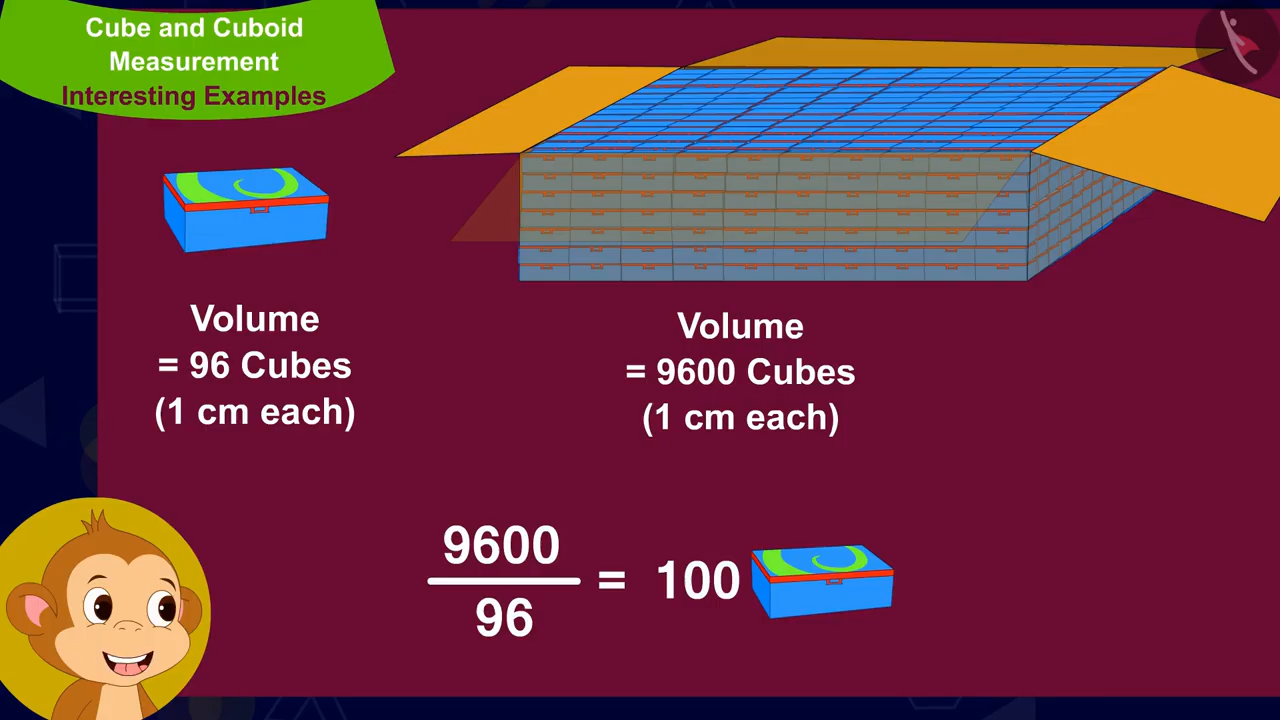 Cube and Cuboid
Measurement
Interesting Examples
Volume
= 96 Cubes
(1 cm each)
Volume
= 9600 Cubes
(1 cm each)
9600
96
= 100